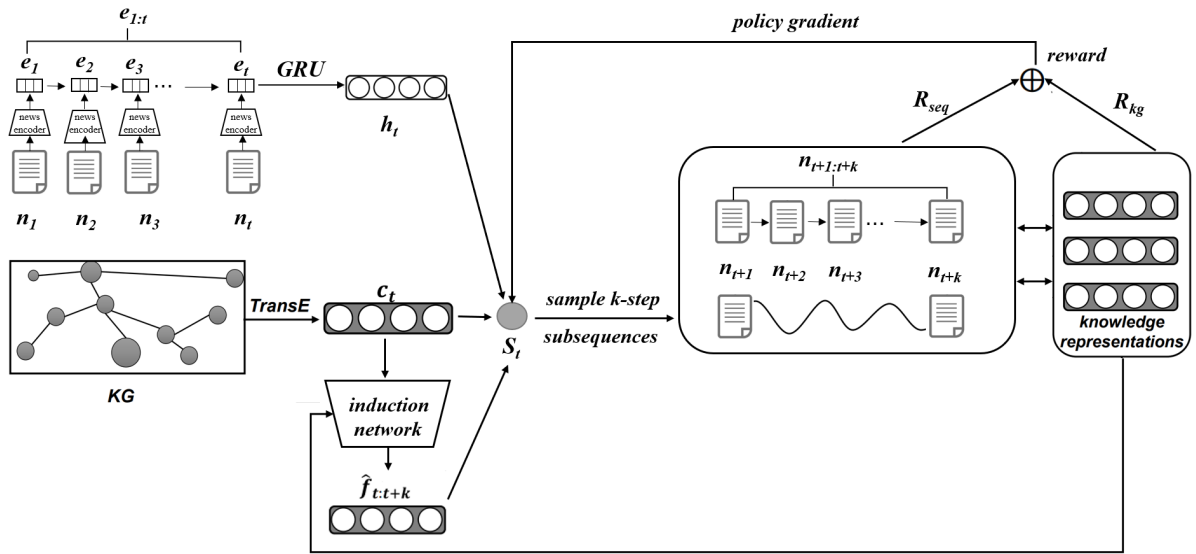 e1:t
policy gradient
e1 e2 e3 ... et
GRU
reward
news encoder
news encoder
news encoder
news encoder
ht
Rseq
Rkg
n1 n2 n3 nt
nt+1:t+k
...
nt+1 nt+2 nt+3 nt+k
TransE
ct
sample k-step
subsequences
St
knowledge
representations
KG
induction
network
f̂t:t+k